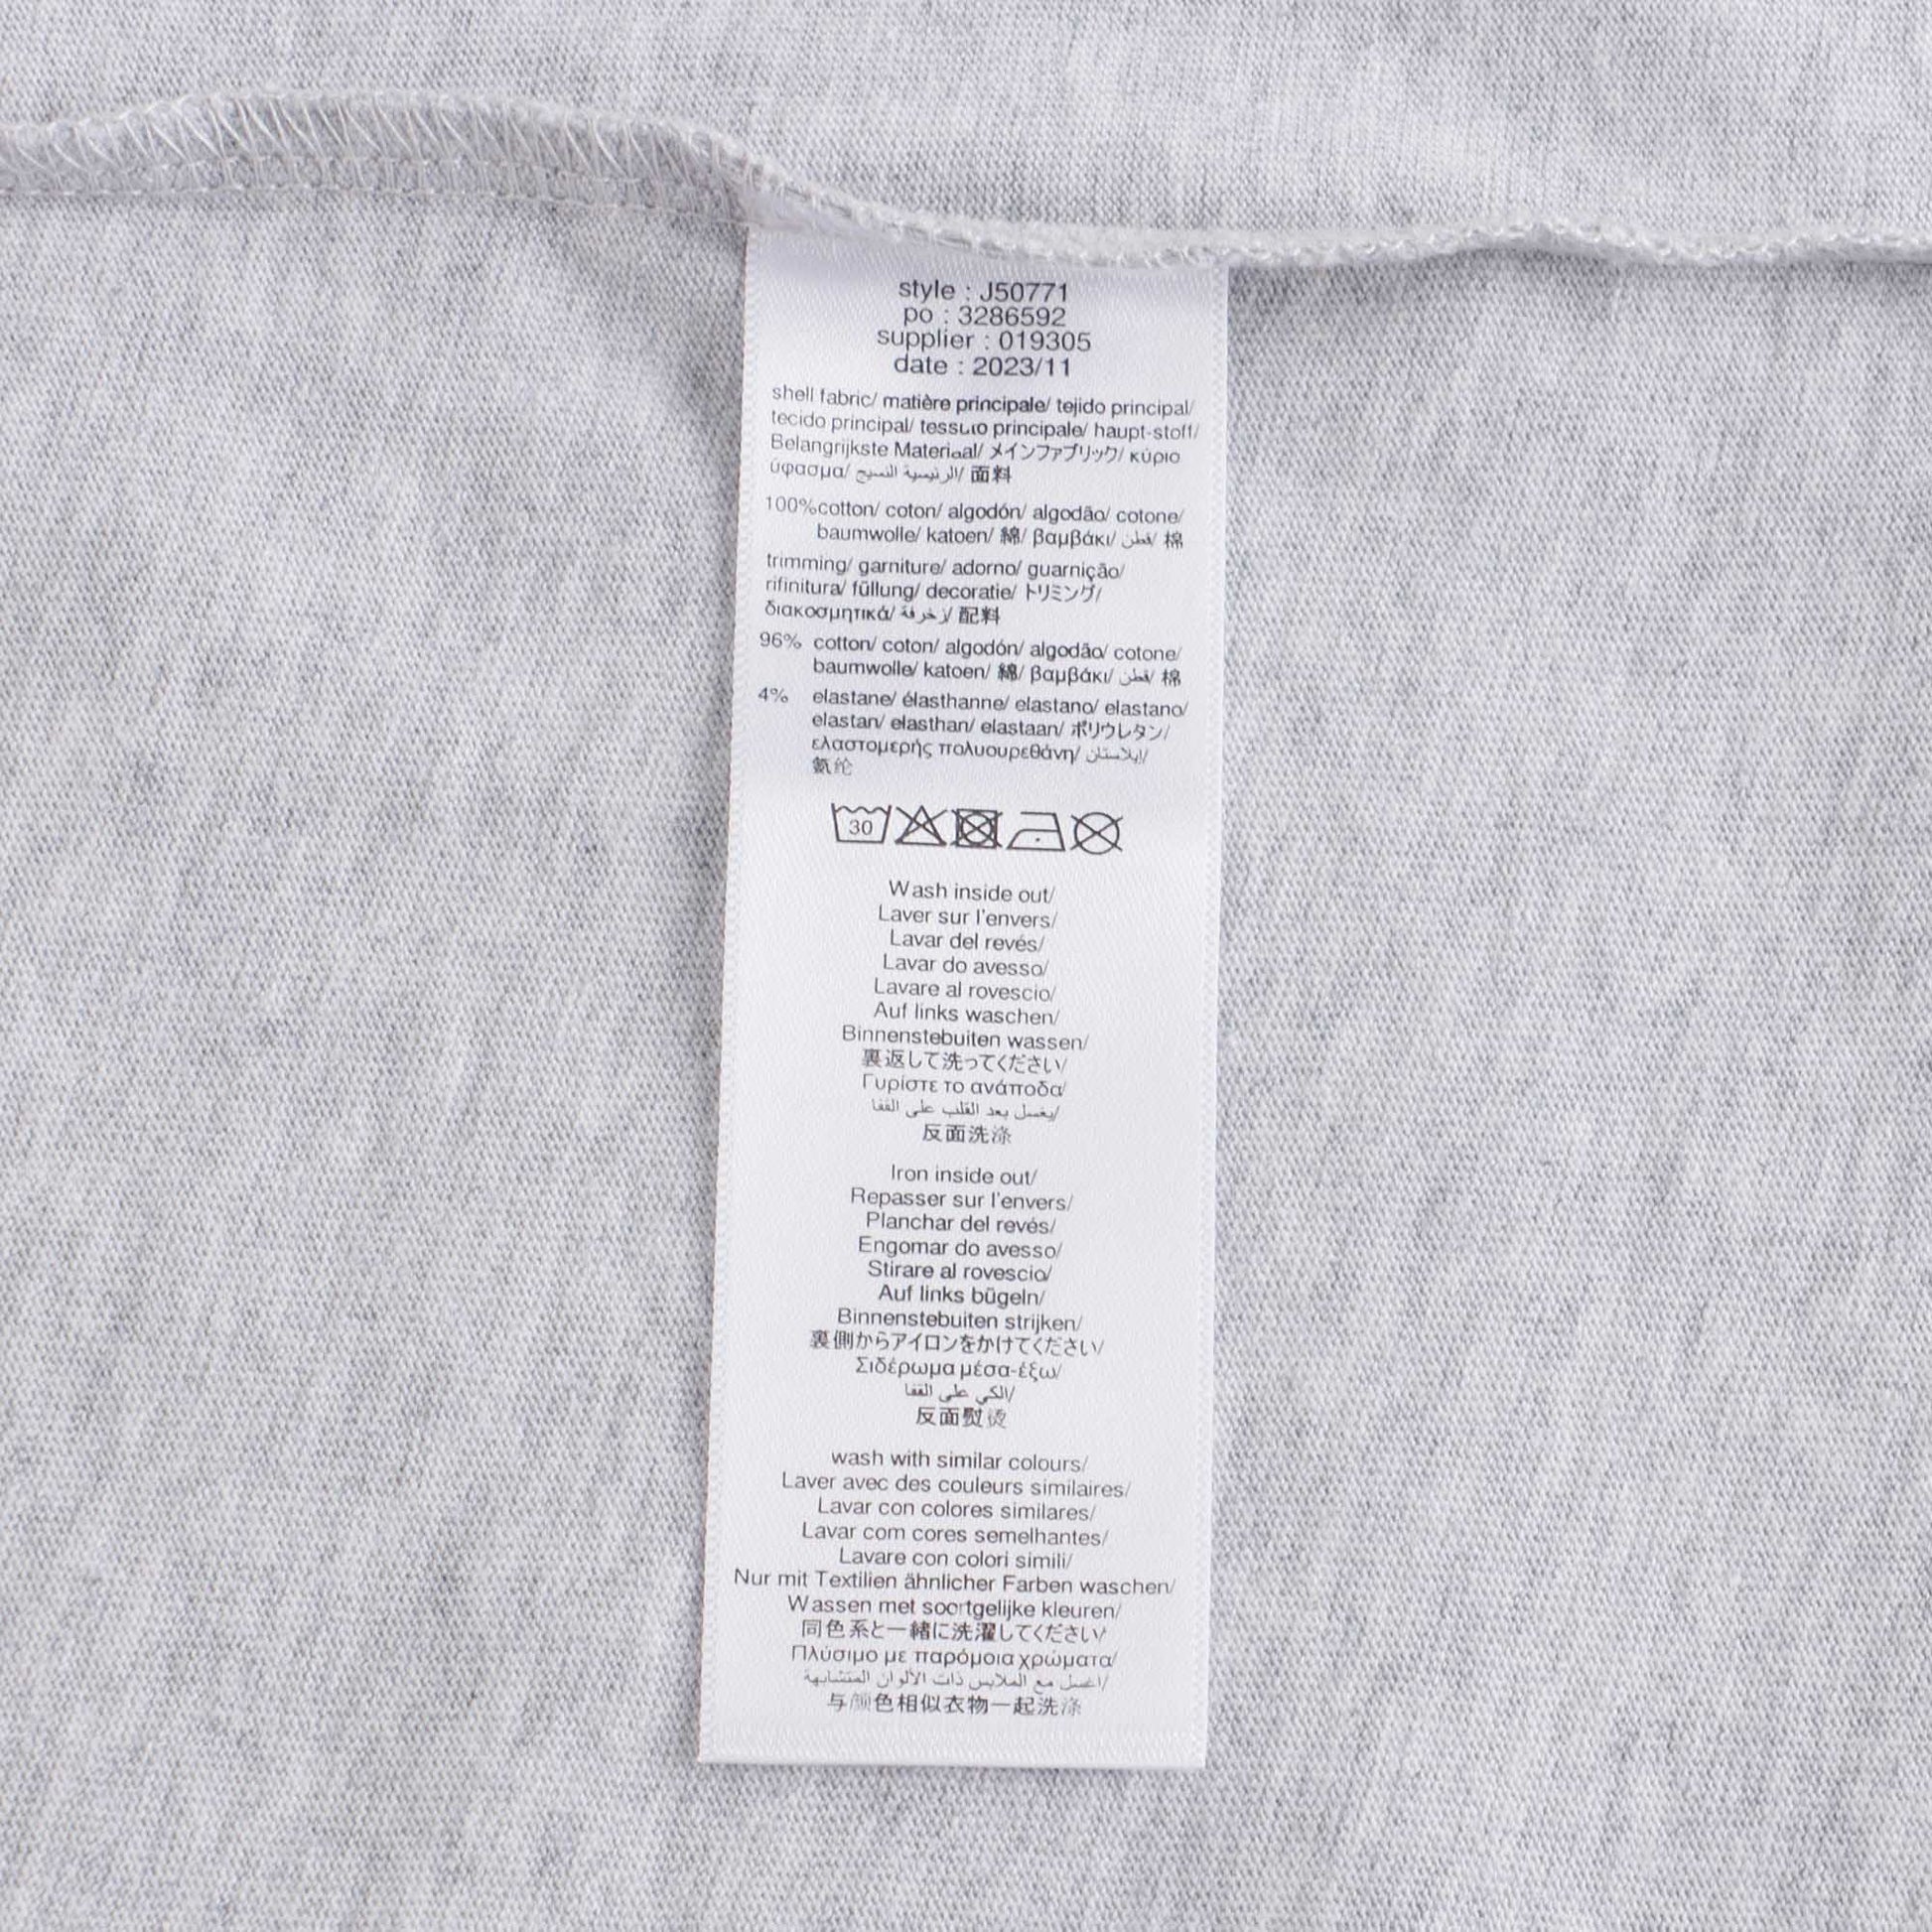 style : J50771
po : 3286592
supplier : 019305
date : 2023/11
shell fabric/ matière principale/ tejido principal/
tecido principal/ tessuto principale/ haupt-stoff/
Belangrijkste Materiaal/ メインファブリック/ κύριο
ύφασμα/ الرئيسية النسيج/ 面料
100%cotton/ coton/ algodón/ algodão/ cotone/
baumwolle/ katoen/ 綿/ βαμβάκι/ قطن/ 棉
trimming/ garniture/ adorno/ guarnição/
rifinitura/ füllung/ decoratie/ トリミング/
διακοσμητικά/ زخرفة/ 配料
96% cotton/ coton/ algodón/ algodão/ cotone/
baumwolle/ katoen/ 綿/ βαμβάκι/ قطن/ 棉
4% elastane/ élasthanne/ elastano/ elastano/
elastan/ elasthan/ elastaan/ ポリウレタン/
ελαστομερής πολυουρεθάνη/ إيلاستان/
氨纶
30
Wash inside out/
Laver sur l'envers/
Lavar del revés/
Lavar do avesso/
Lavare al rovescio/
Auf links waschen/
Binnenstebuiten wassen/
裏返して洗ってください/
Γυρίστε το ανάποδα/
يغسل بعد القلب على القفا/
反面洗涤
Iron inside out/
Repasser sur l'envers/
Planchar del revés/
Engomar do avesso/
Stirare al rovescio/
Auf links bügeln/
Binnenstebuiten strijken/
裏側からアイロンをかけてください/
Σιδέρωμα μέσα-έξω/
الكي على القفا/
反面熨烫
wash with similar colours/
Laver avec des couleurs similaires/
Lavar con colores similares/
Lavar com cores semelhantes/
Lavare con colori simili/
Nur mit Textilien ähnlicher Farben waschen/
Wassen met soortgelijke kleuren/
同色系と一緒に洗濯してください/
Πλύσιμο με παρόμοια χρώματα/
اغسل مع الملابس ذات الألوان المتشابهة/
与颜色相似衣物一起洗涤